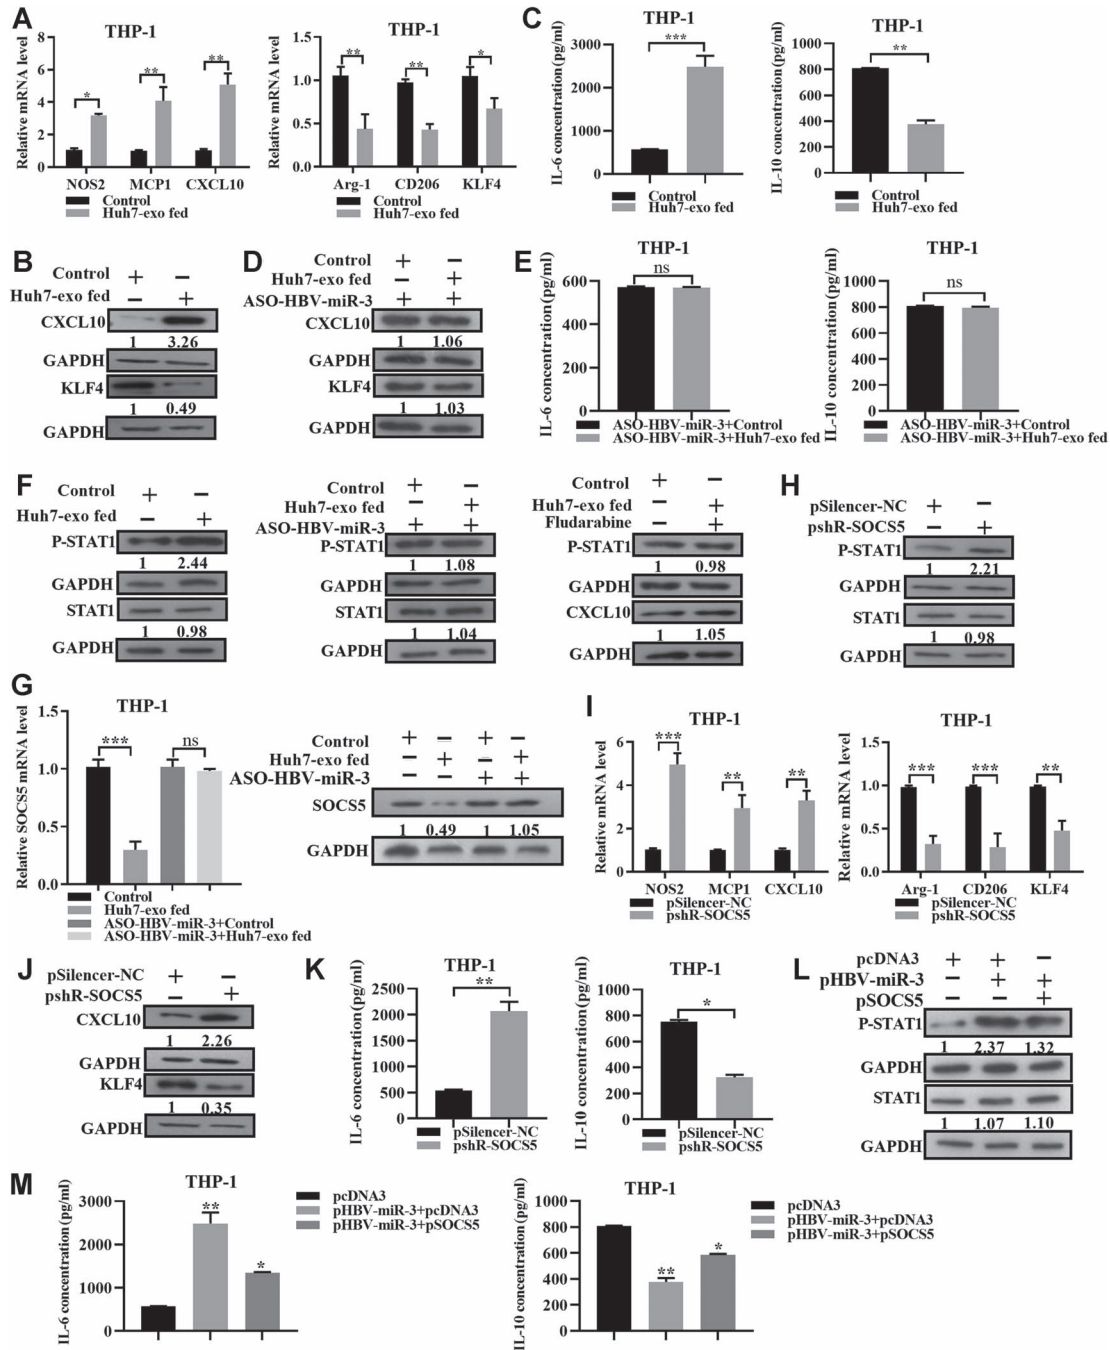 A
THP-1
Relative mRNA level
8
6
4
2
0
*
**
**
NOS2 MCP1 CXCL10
Control
Huh7-exo fed
THP-1
Relative mRNA level
1.5
1.0
0.5
0.0
**
**
*
Arg-1 CD206 KLF4
Control
Huh7-exo fed
C
THP-1
IL-6 concentration(pg/ml)
3000
2000
1000
0
***
Control
Huh7-exo fed
THP-1
IL-10 concentration(pg/ml)
1000
800
600
400
200
0
**
Control
Huh7-exo fed
B
Control + −
Huh7-exo fed − +
CXCL10
1 3.26
GAPDH
KLF4
1 0.49
GAPDH
D
Control + −
Huh7-exo fed − +
ASO-HBV-miR-3 + +
CXCL10
1 1.06
GAPDH
KLF4
1 1.03
GAPDH
E
THP-1
IL-6 concentration(pg/ml)
600
400
200
0
ns
ASO-HBV-miR-3+Control
ASO-HBV-miR-3+Huh7-exo fed
THP-1
IL-10 concentration(pg/ml)
1000
800
600
400
200
0
ns
ASO-HBV-miR-3+Control
ASO-HBV-miR-3+Huh7-exo fed
F
Control + −
Huh7-exo fed − +
P-STAT1
1 2.44
GAPDH
STAT1
1 0.98
GAPDH
Control + −
Huh7-exo fed − +
ASO-HBV-miR-3 + +
P-STAT1
1 1.08
GAPDH
STAT1
1 1.04
GAPDH
Control + −
Huh7-exo fed − +
Fludarabine − +
P-STAT1
1 0.98
GAPDH
CXCL10
1 1.05
GAPDH
H
pSilencer-NC + −
pshR-SOCS5 − +
P-STAT1
1 2.21
GAPDH
STAT1
1 0.98
GAPDH
G
THP-1
Relative SOCS5 mRNA level
1.5
1.0
0.5
0.0
***
ns
Control
Huh7-exo fed
ASO-HBV-miR-3+Control
ASO-HBV-miR-3+Huh7-exo fed
Control + − + −
Huh7-exo fed − + − +
ASO-HBV-miR-3 − − + +
SOCS5
1 0.49 1 1.05
GAPDH
I
THP-1
Relative mRNA level
6
4
2
0
***
**
**
NOS2 MCP1 CXCL10
pSilencer-NC
pshR-SOCS5
THP-1
Relative mRNA level
1.5
1.0
0.5
0.0
***
***
**
Arg-1 CD206 KLF4
pSilencer-NC
pshR-SOCS5
J
pSilencer-NC + −
pshR-SOCS5 − +
CXCL10
1 2.26
GAPDH
KLF4
1 0.35
GAPDH
K
THP-1
IL-6 concentration(pg/ml)
2500
2000
1500
1000
500
0
**
pSilencer-NC
pshR-SOCS5
THP-1
IL-10 concentration(pg/ml)
1000
800
600
400
200
0
*
pSilencer-NC
pshR-SOCS5
L
pcDNA3 + + −
pHBV-miR-3 − + +
pSOCS5 − − +
P-STAT1
1 2.37 1.32
GAPDH
STAT1
1 1.07 1.10
GAPDH
M
THP-1
IL-6 concentration(pg/ml)
3000
2000
1000
0
**
*
pcDNA3
pHBV-miR-3+pcDNA3
pHBV-miR-3+pSOCS5
THP-1
IL-10 concentration(pg/ml)
1000
800
600
400
200
0
**
*
pcDNA3
pHBV-miR-3+pcDNA3
pHBV-miR-3+pSOCS5